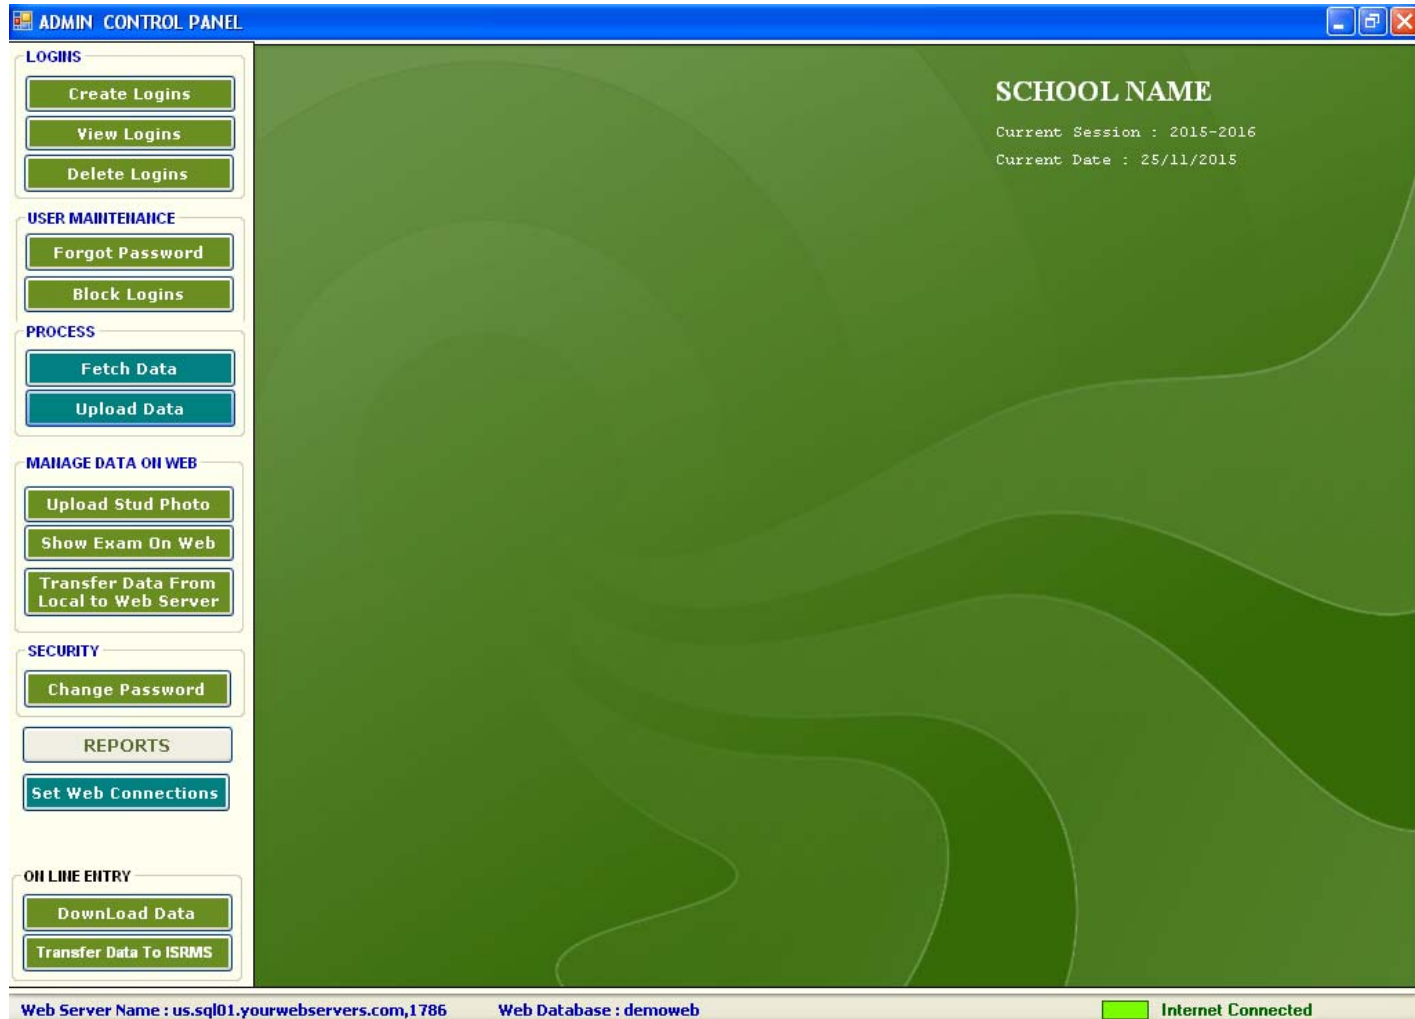 ADMIN CONTROL PANEL
LOGINS
Create Logins
View Logins
Delete Logins
USER MAINTENANCE
Forgot Password
Block Logins
PROCESS
Fetch Data
Upload Data
MANAGE DATA ON WEB
Upload Stud Photo
Show Exam On Web
Transfer Data From
Local to Web Server
SECURITY
Change Password
REPORTS
Set Web Connections
ON LINE ENTRY
DownLoad Data
Transfer Data To ISRMS
SCHOOL NAME
Current Session : 2015-2016
Current Date : 25/11/2015
Web Server Name : us.sql01.yourwebservers.com,1786 Web Database : demoweb Internet Connected